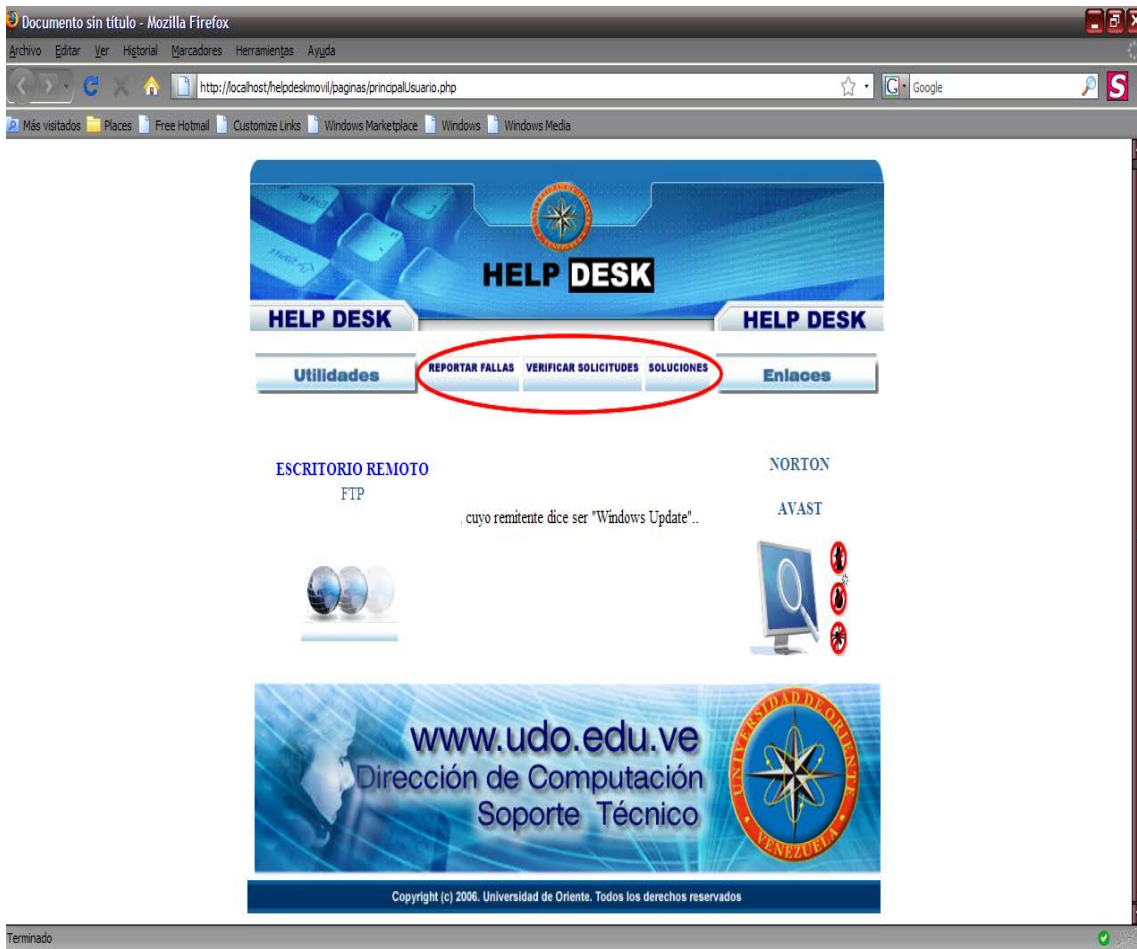 Documento sin título - Mozilla Firefox
Archivo Editar Ver Historial Marcadores Herramientas Ayuda
http://localhost/helpdeskmovil/paginas/principalUsuario.php
G Google
S
Más visitados Places Free Hotmail Customize Links Windows Marketplace Windows Windows Media
HELP DESK
HELP DESK HELP DESK
Utilidades REPORTAR FALLAS VERIFICAR SOLICITUDES SOLUCIONES Enlaces
ESCRITORIO REMOTO
FTP
NORTON
AVAST
, cuyo remitente dice ser "Windows Update"..
www.udo.edu.ve
Dirección de Computación
Soporte Técnico
UNIVERSIDAD DE ORIENTE
VENEZUELA
Copyright (c) 2006. Universidad de Oriente. Todos los derechos reservados
Terminado